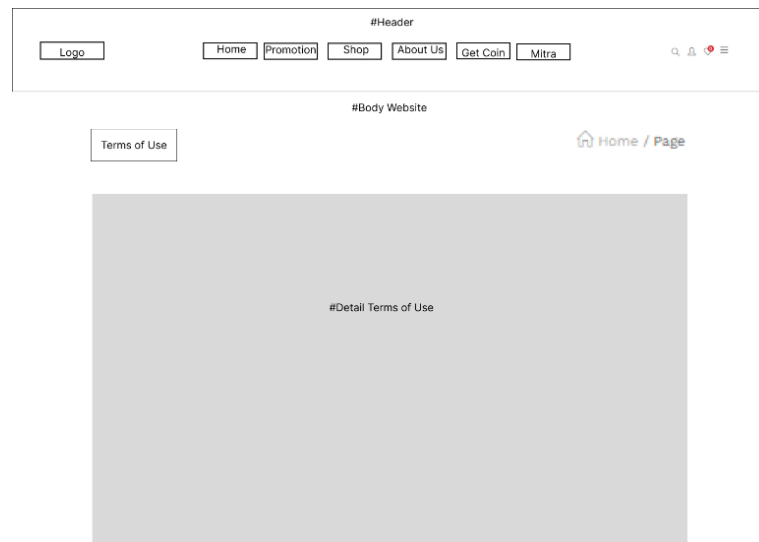 #Header
Logo
Home
Promotion
Shop
About Us
Get Coin
Mitra
#Body Website
Terms of Use
Home / Page
#Detail Terms of Use